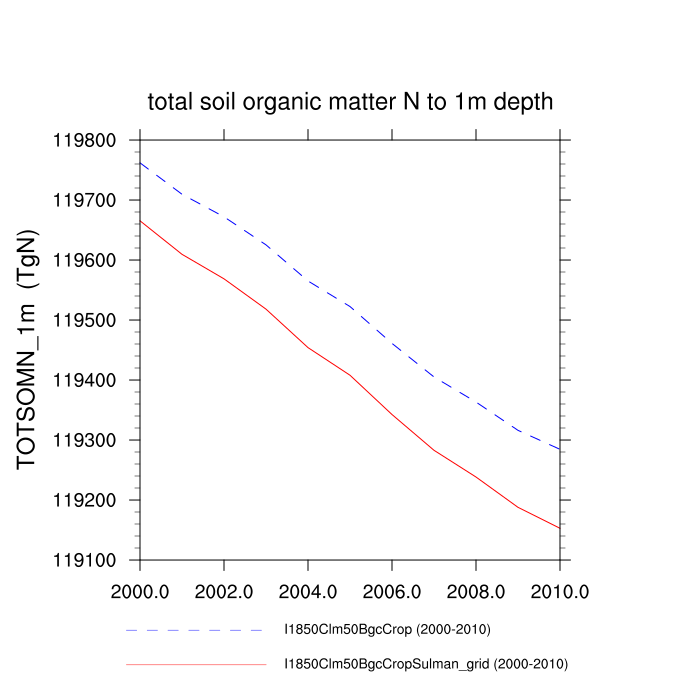 total soil organic matter N to 1m depth
TOTSOMN_1m (TgN)
119800
119700
119600
119500
119400
119300
119200
119100
2000.0 2002.0 2004.0 2006.0 2008.0 2010.0
I1850Clm50BgcCrop (2000-2010)
I1850Clm50BgcCropSulman_grid (2000-2010)